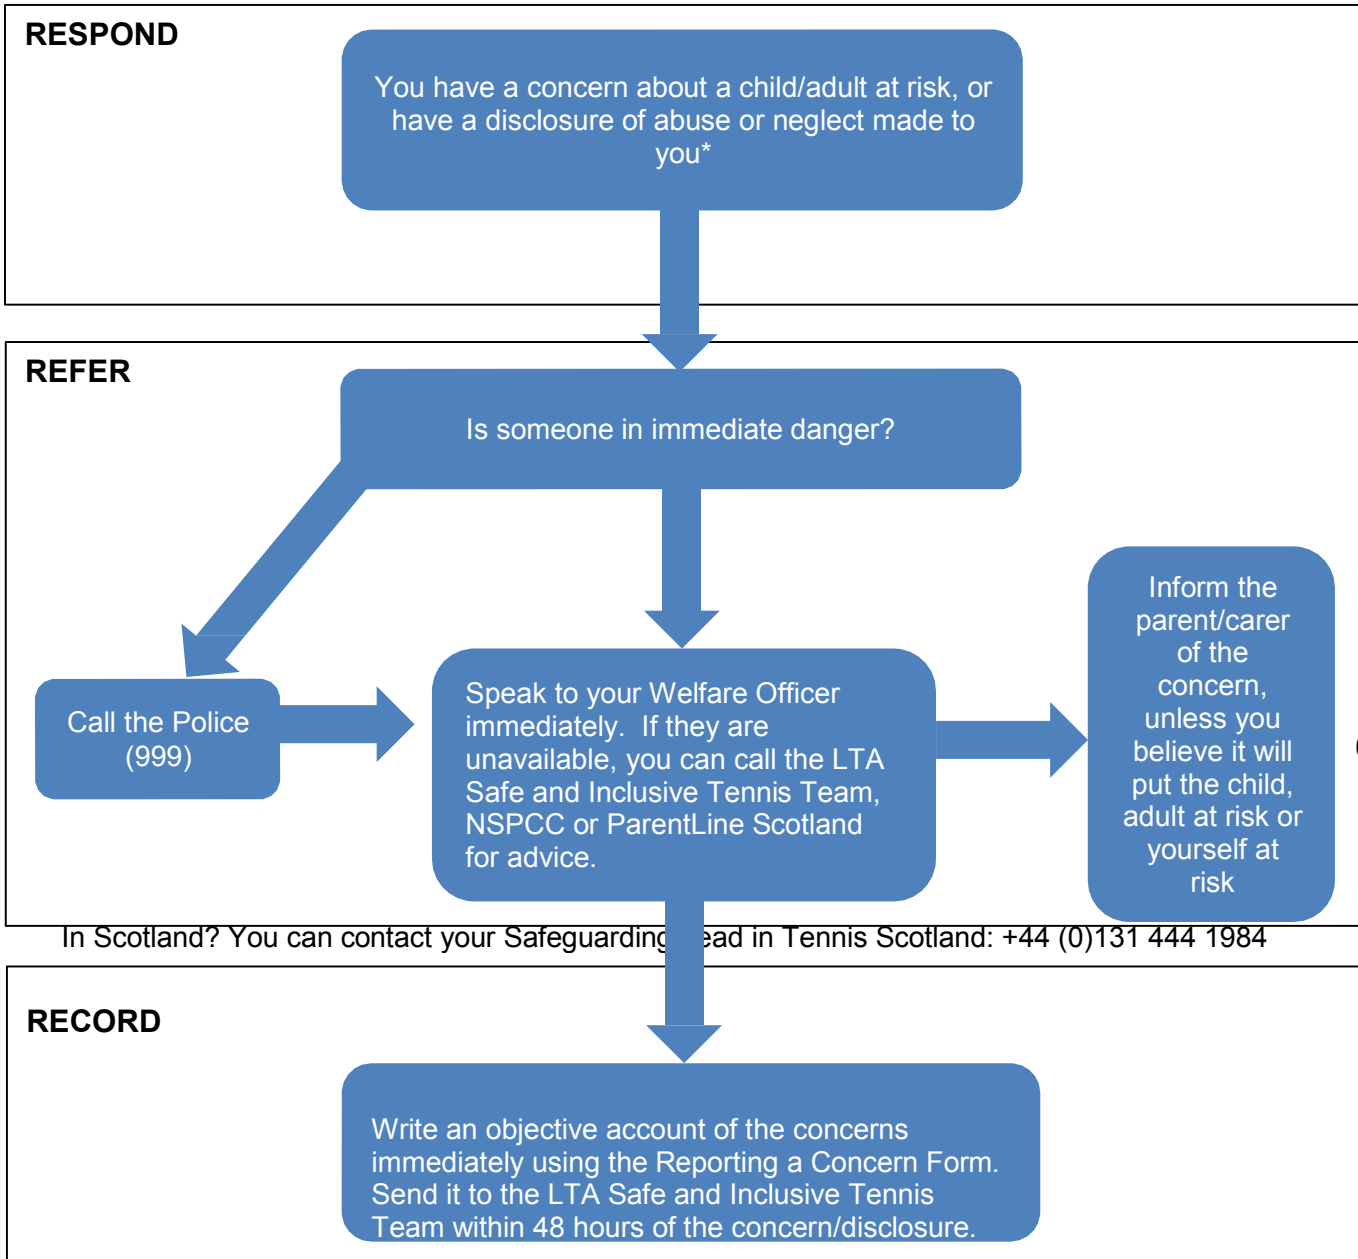 RESPOND
You have a concern about a child/adult at risk, or
have a disclosure of abuse or neglect made to
you*
REFER
Is someone in immediate danger?
Call the Police
(999)
Speak to your Welfare Officer
immediately.  If they are
unavailable, you can call the LTA
Safe and Inclusive Tennis Team,
NSPCC or ParentLine Scotland
for advice.
Inform the
parent/carer
of the
concern,
unless you
believe it will
put the child,
adult at risk or
yourself at
risk
In Scotland? You can contact your Safeguarding ead in Tennis Scotland: +44 (0)131 444 1984
RECORD
Write an objective account of the concerns
immediately using the Reporting a Concern Form.
Send it to the LTA Safe and Inclusive Tennis
Team within 48 hours of the concern/disclosure.